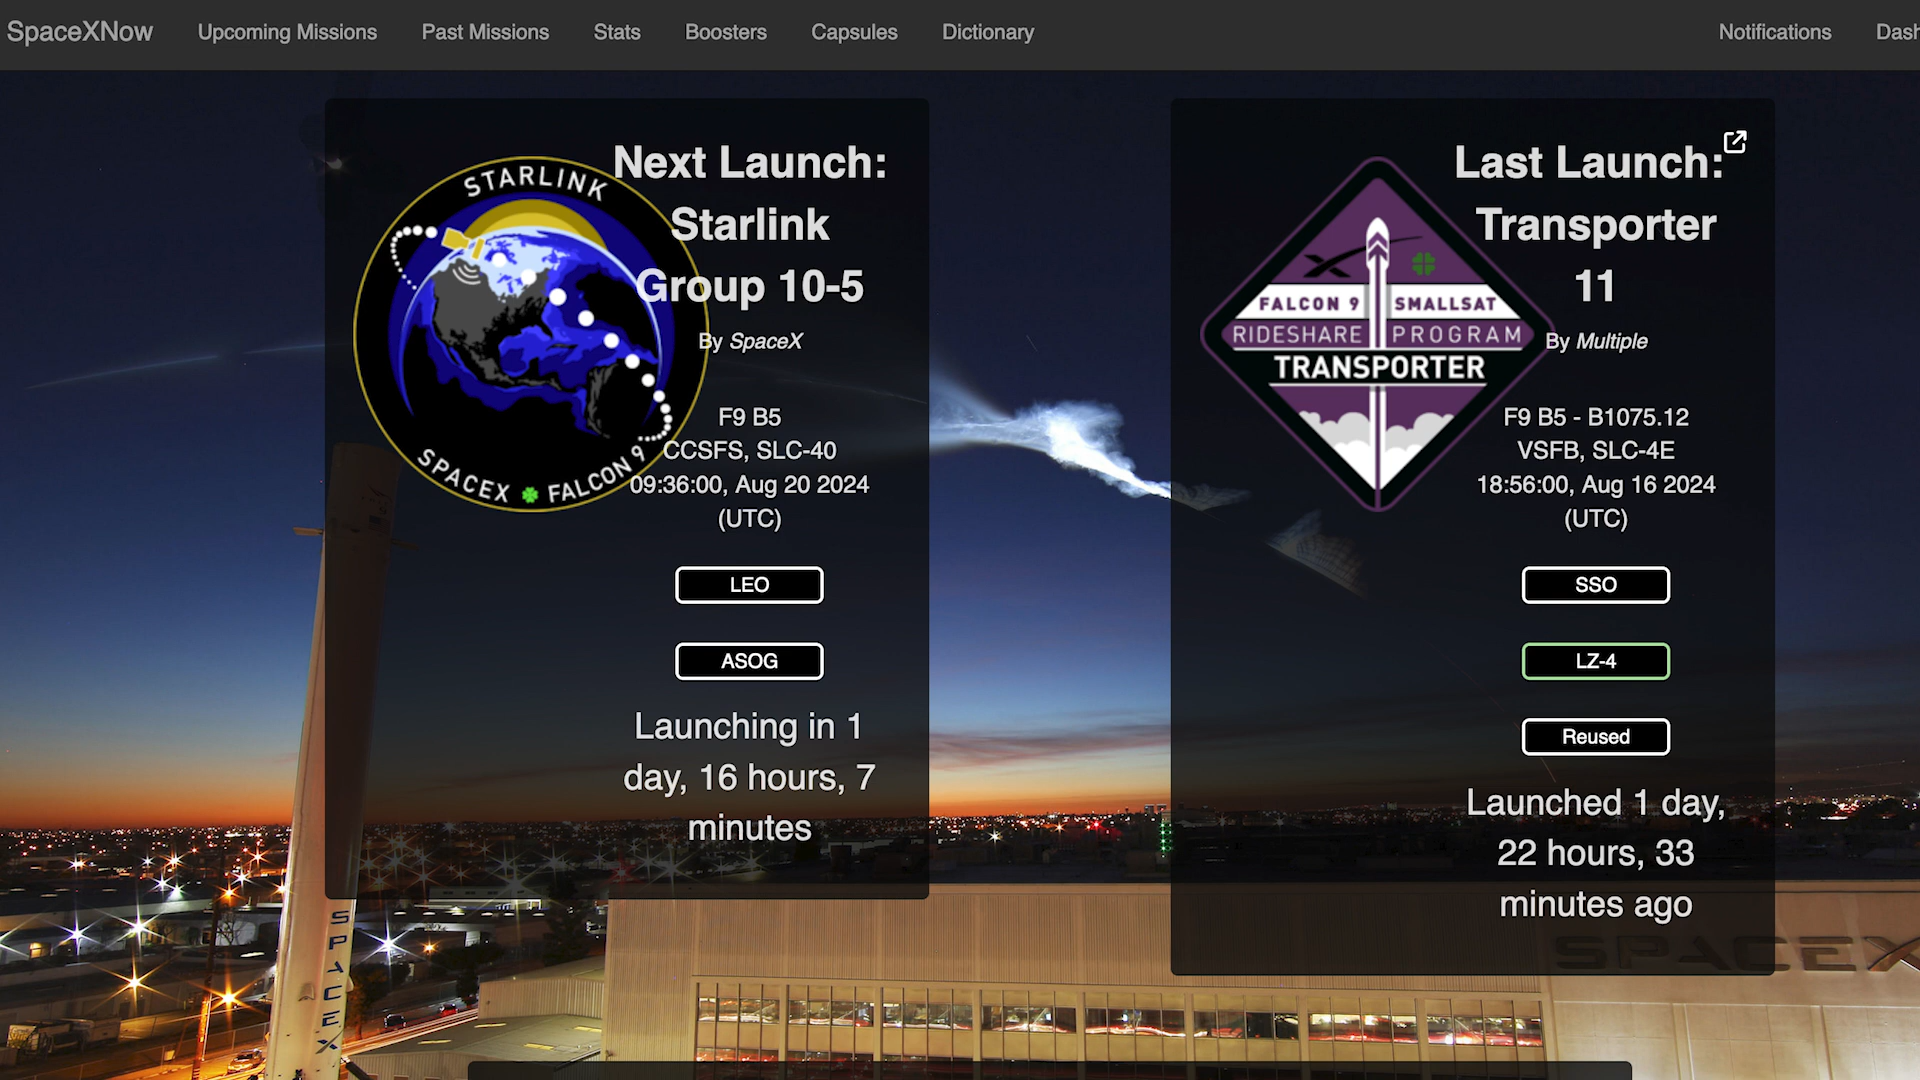 SpaceXNow Upcoming Missions Past Missions Stats Boosters Capsules Dictionary Notifications Dash
STARLINK
SPACEX FALCON 9
Next Launch:
Starlink
Group 10-5
By SpaceX
F9 B5
CCSFS, SLC-40
09:36:00, Aug 20 2024
(UTC)
LEO
ASOG
Launching in 1
day, 16 hours, 7
minutes
FALCON 9 SMALLSAT
RIDESHARE PROGRAM
TRANSPORTER
Last Launch:
Transporter
11
By Multiple
F9 B5 - B1075.12
VSFB, SLC-4E
18:56:00, Aug 16 2024
(UTC)
SSO
LZ-4
Reused
Launched 1 day,
22 hours, 33
minutes ago
SPACEX
SPACEX